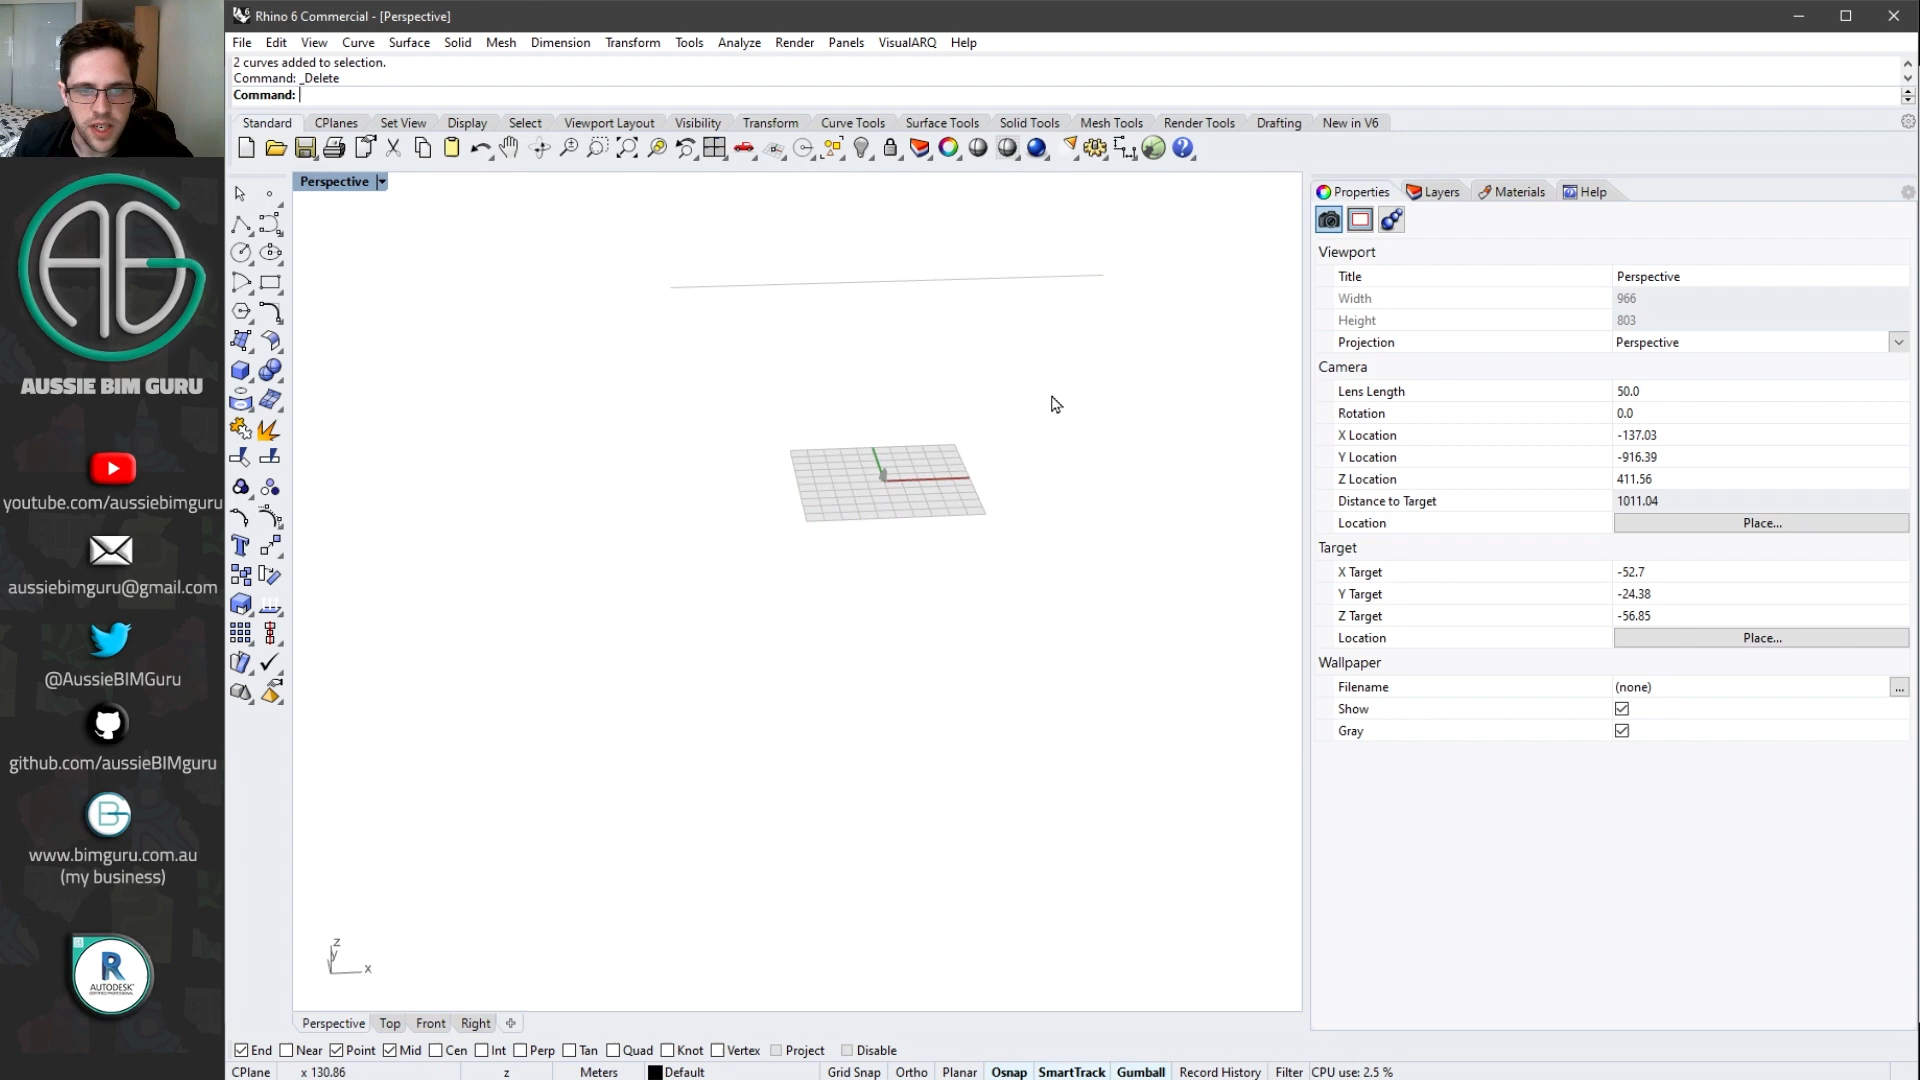 Rhino 6 Commercial - [Perspective]
File Edit View Curve Surface Solid Mesh Dimension Transform Tools Analyze Render Panels VisualARQ Help
2 curves added to selection.
Command: _Delete
Command:
Standard CPlanes Set View Display Select Viewport Layout Visibility Transform Curve Tools Surface Tools Solid Tools Mesh Tools Render Tools Drafting New in V6
Perspective
Properties Layers Materials Help
Viewport
Title Perspective
Width 966
Height 803
Projection Perspective
Camera
Lens Length 50.0
Rotation 0.0
X Location -137.03
Y Location -916.39
Z Location 411.56
Distance to Target 1011.04
Location Place...
Target
X Target -52.7
Y Target -24.38
Z Target -56.85
Location Place...
Wallpaper
Filename (none) ...
Show
Gray
AUSSIE BIM GURU
youtube.com/aussiebimguru
aussiebimguru@gmail.com
@AussieBIMGuru
github.com/aussieBIMguru
www.bimguru.com.au
(my business)
R
AUTODESK
z
y
x
Perspective Top Front Right
End Near Point Mid Cen Int Perp Tan Quad Knot Vertex Project Disable
CPlane x 130.86 z Meters Default Grid Snap Ortho Planar Osnap SmartTrack Gumball Record History Filter CPU use: 2.5 %